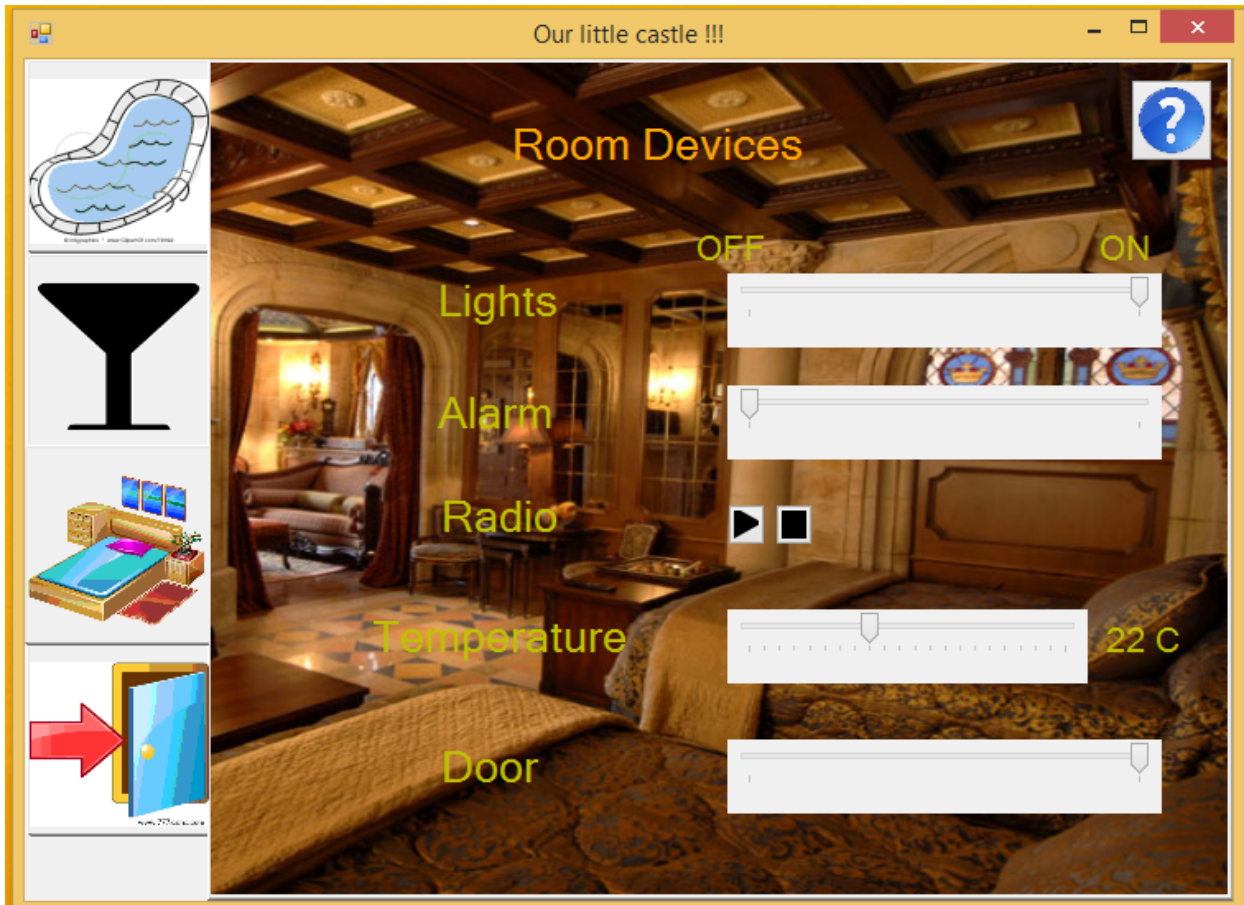 Our little castle !!!
Room Devices
OFF ON
Lights
Alarm
Radio
Temperature 22 C
Door